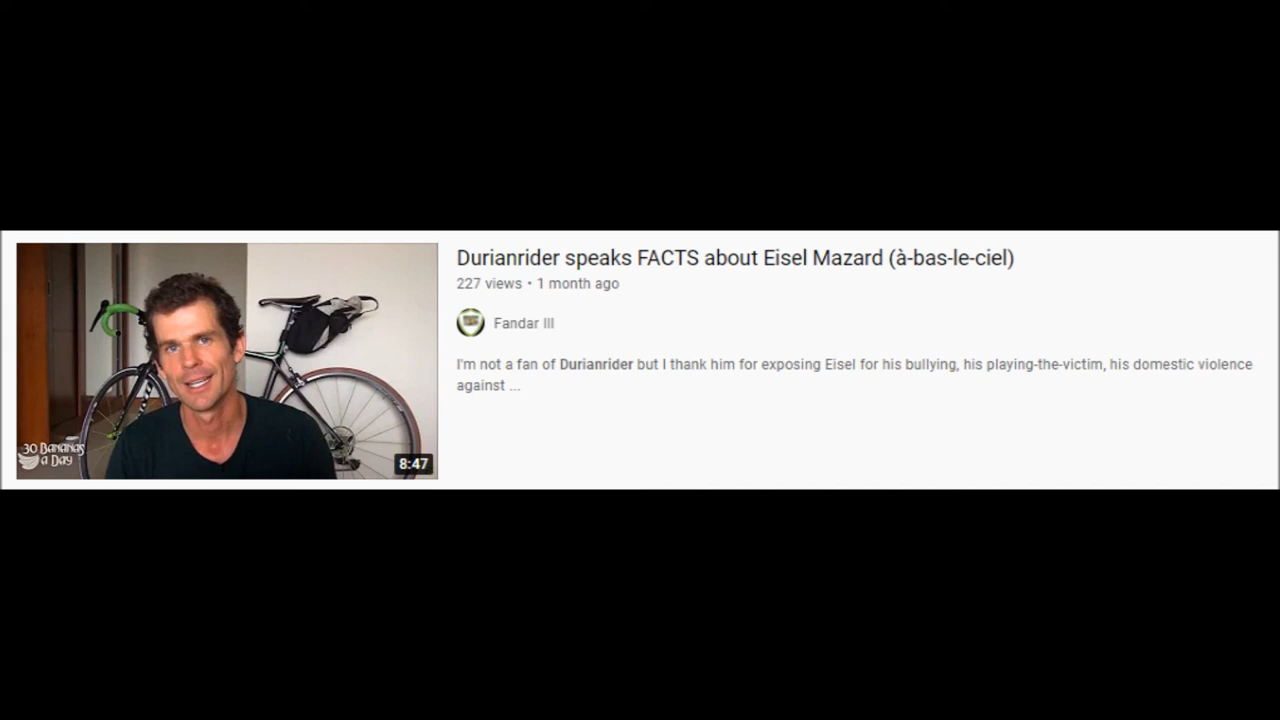 Durianrider speaks FACTS about Eisel Mazard (à-bas-le-ciel)
227 views • 1 month ago
Fandar III
I'm not a fan of Durianrider but I thank him for exposing Eisel for his bullying, his playing-the-victim, his domestic violence
against ...
30 BANANAS
A DAY
8:47